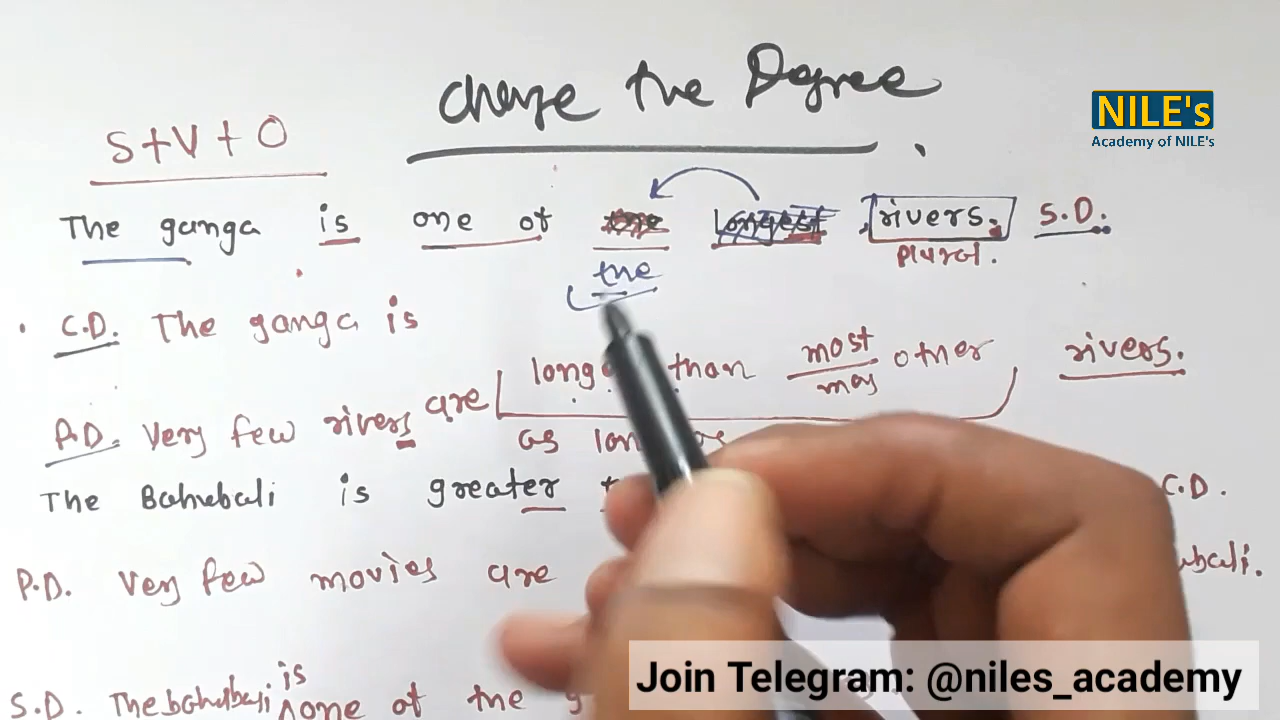 Change the Degree.
NILE's
Academy of NILE's
S+V+O
The ganga is one of the longest rivers. S.D.
the
plural.
C.D. The ganga is
longer than most other rivers.
may
P.D. Very few rivers are
as
The Bahubali is greater
C.D.
P.D. Very few movies are
is
S.D. The bahubali one of the
Join Telegram: @niles_academy